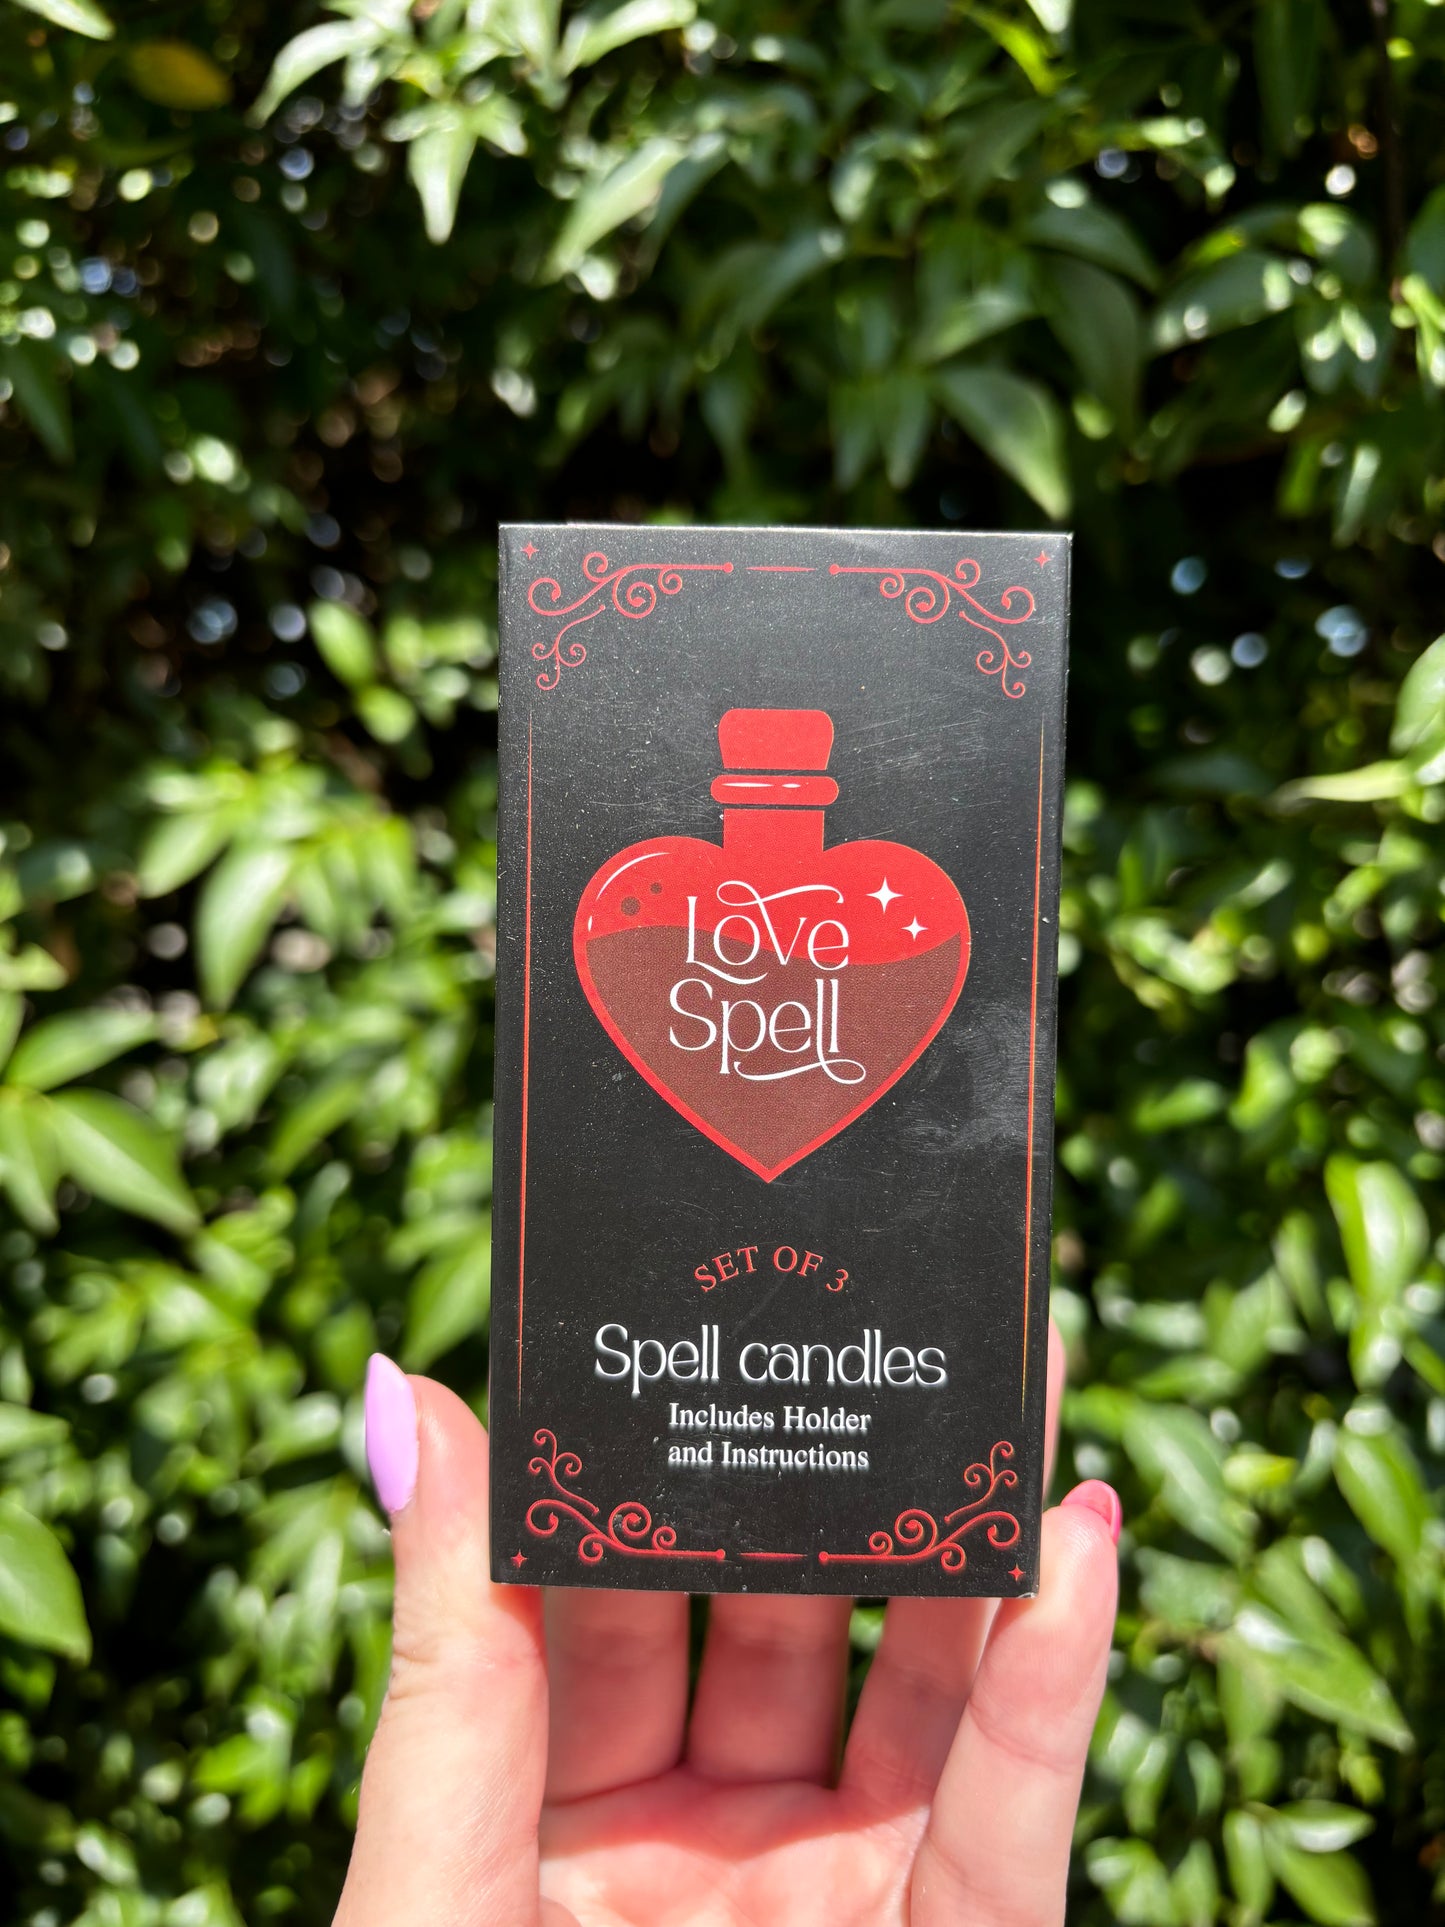 Love
Spell
SET OF 3
Spell candles
Includes Holder
and Instructions